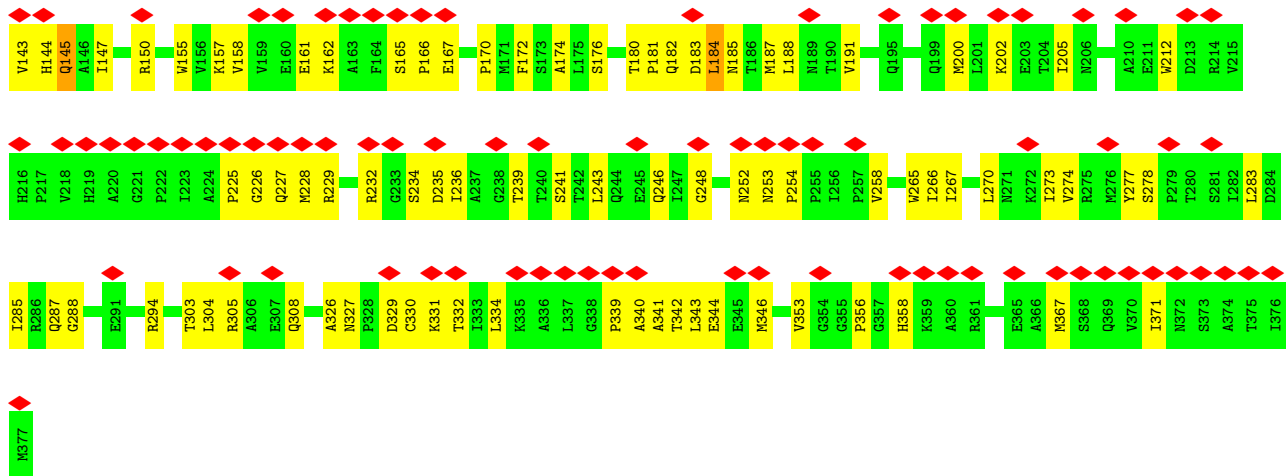 V143 H144 Q145 A146 I147 R150 W155 V156 K157 V158 V159 E160 E161 K162 A163 F164 S165 P166 E167 P170 M171 F172 S173 A174 L175 S176 T180 P181 Q182 D183 L184 N185 T186 M187 L188 N189 T190 V191 Q195 Q199 M200 L201 K202 E203 T204 I205 N206 A210 E211 W212 D213 R214 V215
H216 P217 V218 H219 A220 G221 P222 I223 A224 P225 G226 Q227 M228 R229 R232 G233 S234 D235 I236 A237 G238 T239 T240 S241 T242 L243 Q244 E245 Q246 I247 G248 N252 N253 P254 P255 I256 P257 V258 W265 I266 I267 L270 N271 K272 I273 V274 R275 M276 Y277 S278 P279 T280 S281 I282 L283 D284
I285 R286 Q287 G288 E291 R294 T303 L304 R305 A306 E307 Q308 A326 N327 P328 D329 C330 K331 T332 I333 L334 K335 A336 L337 G338 P339 A340 A341 T342 L343 E344 E345 M346 V353 G354 G355 P356 G357 H358 K359 A360 R361 E365 A366 M367 S368 Q369 V370 I371 N372 S373 A374 T375 I376
M377